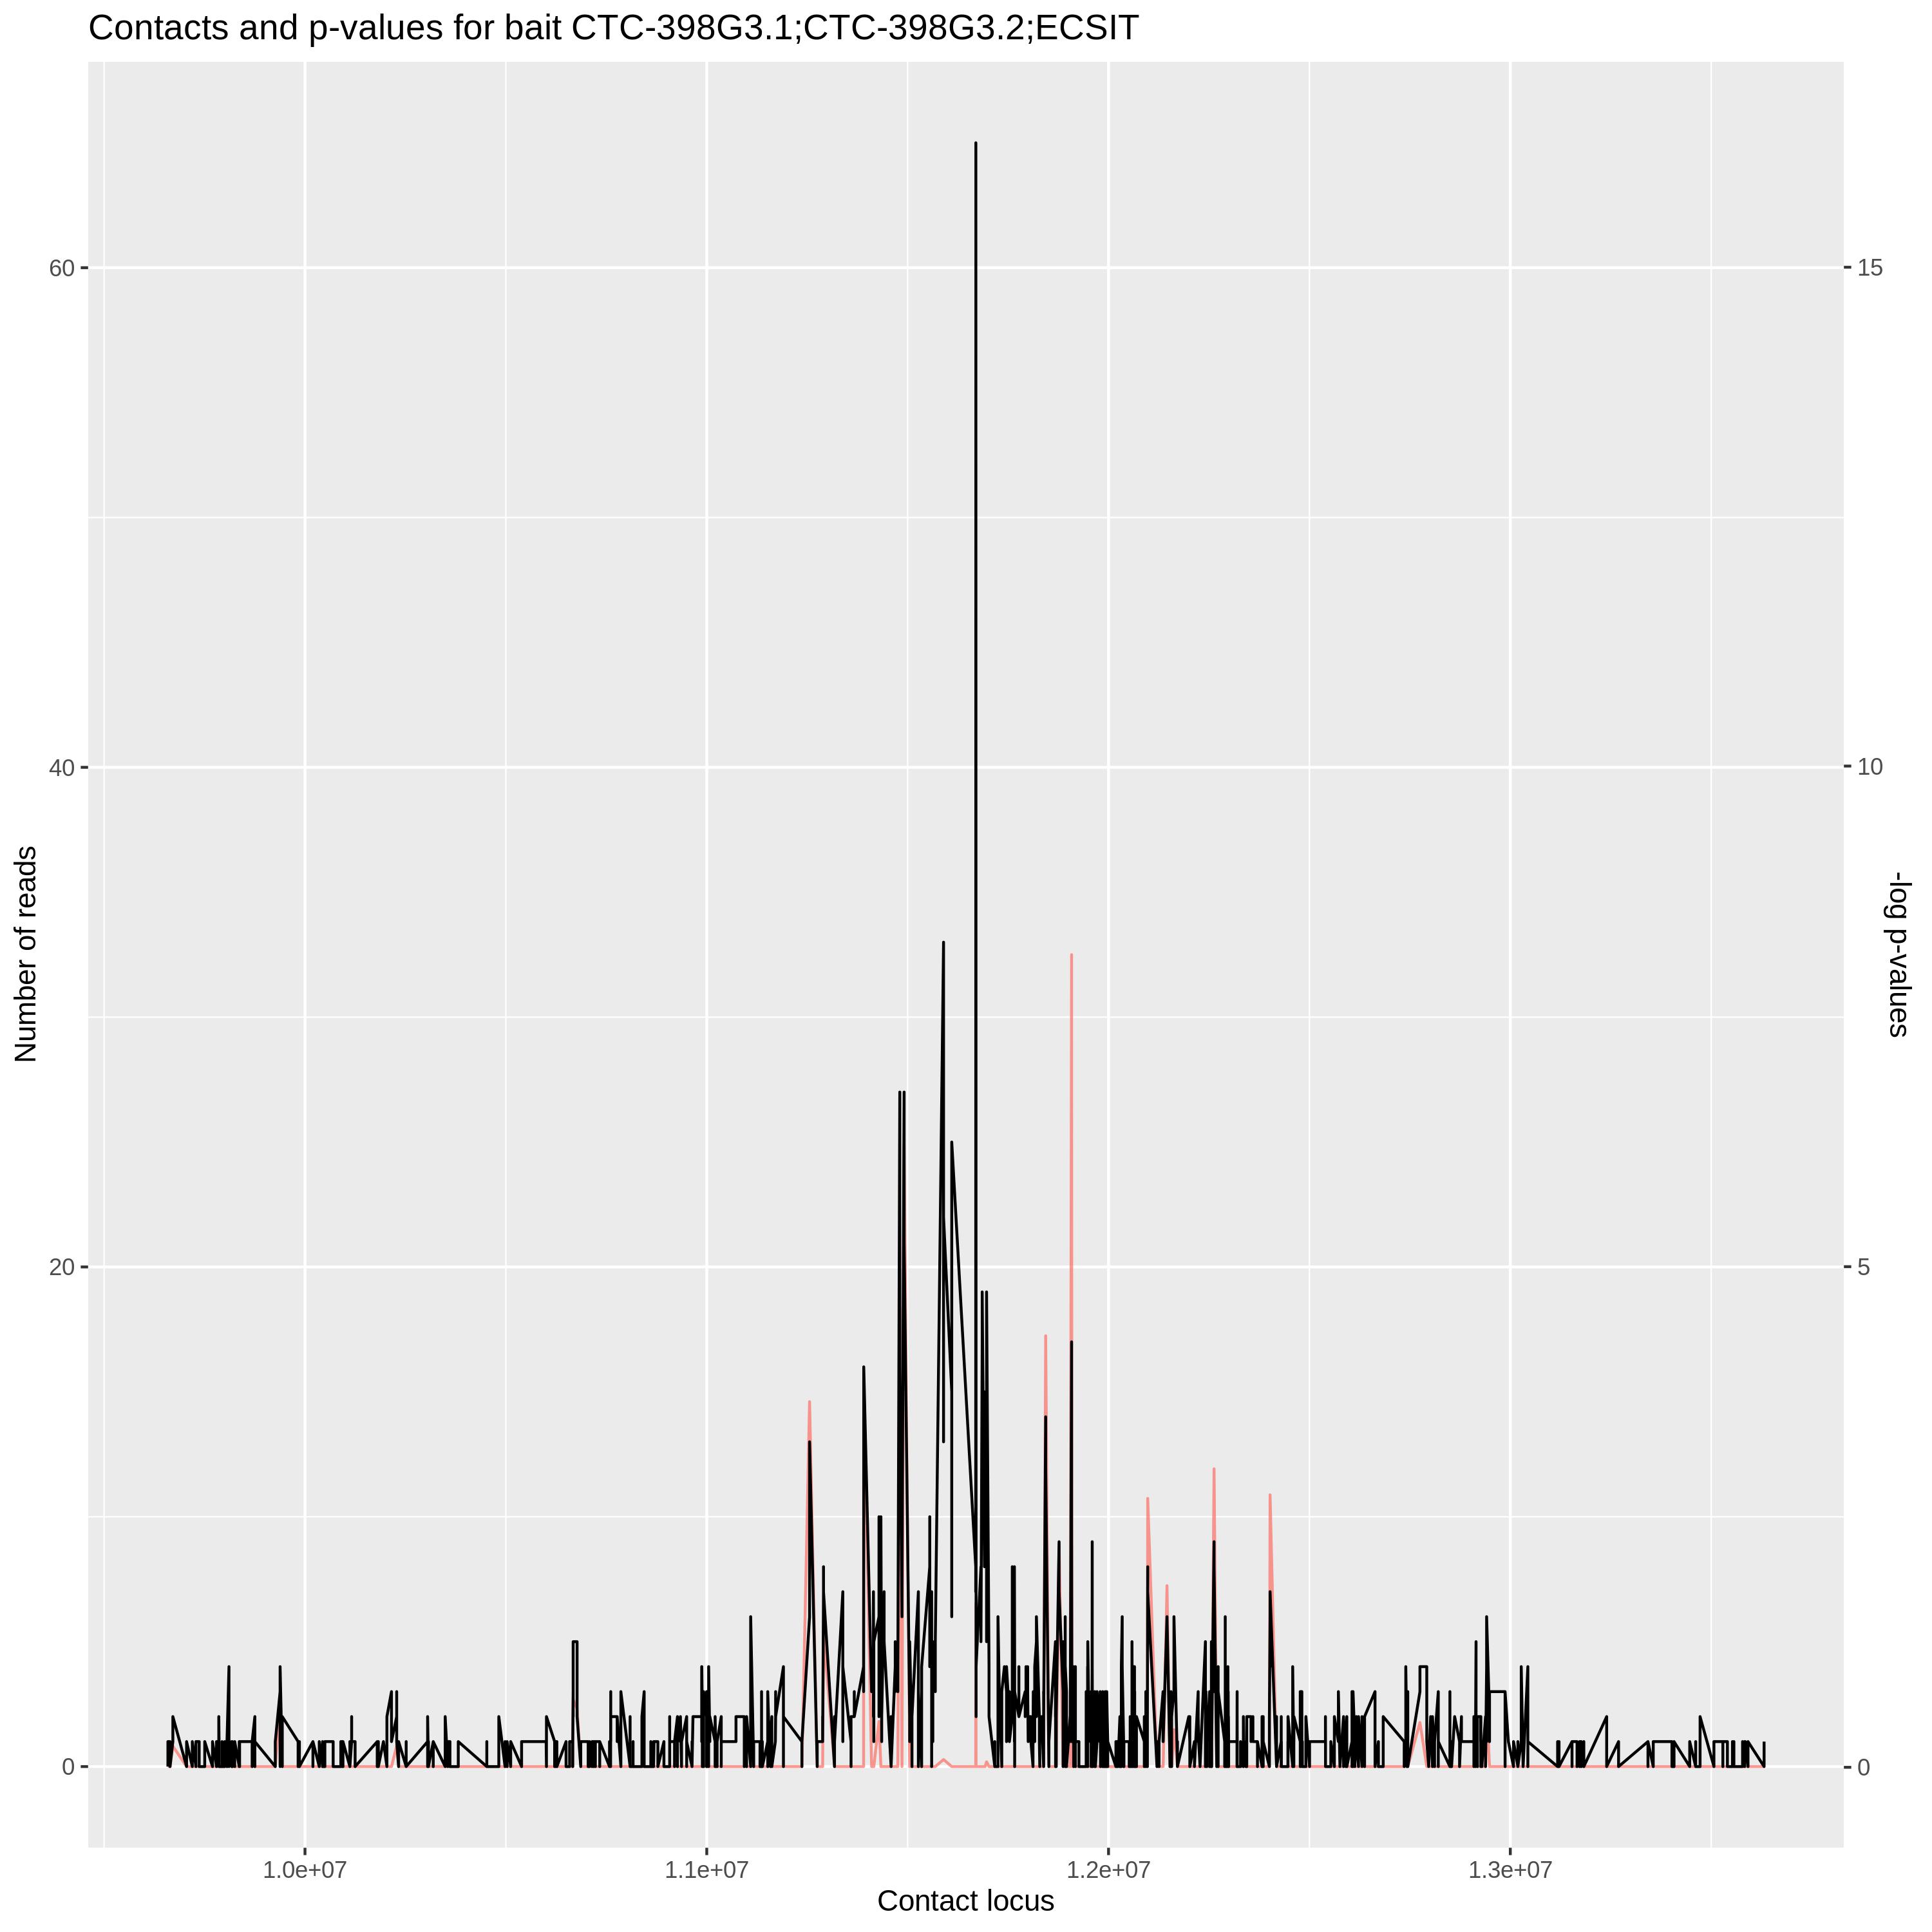 Contacts and p-values for bait CTC-398G3.1;CTC-398G3.2;ECSIT
60
40
20
0
Number of reads
15
10
5
0
-log p-values
1.0e+07
1.1e+07
1.2e+07
1.3e+07
Contact locus